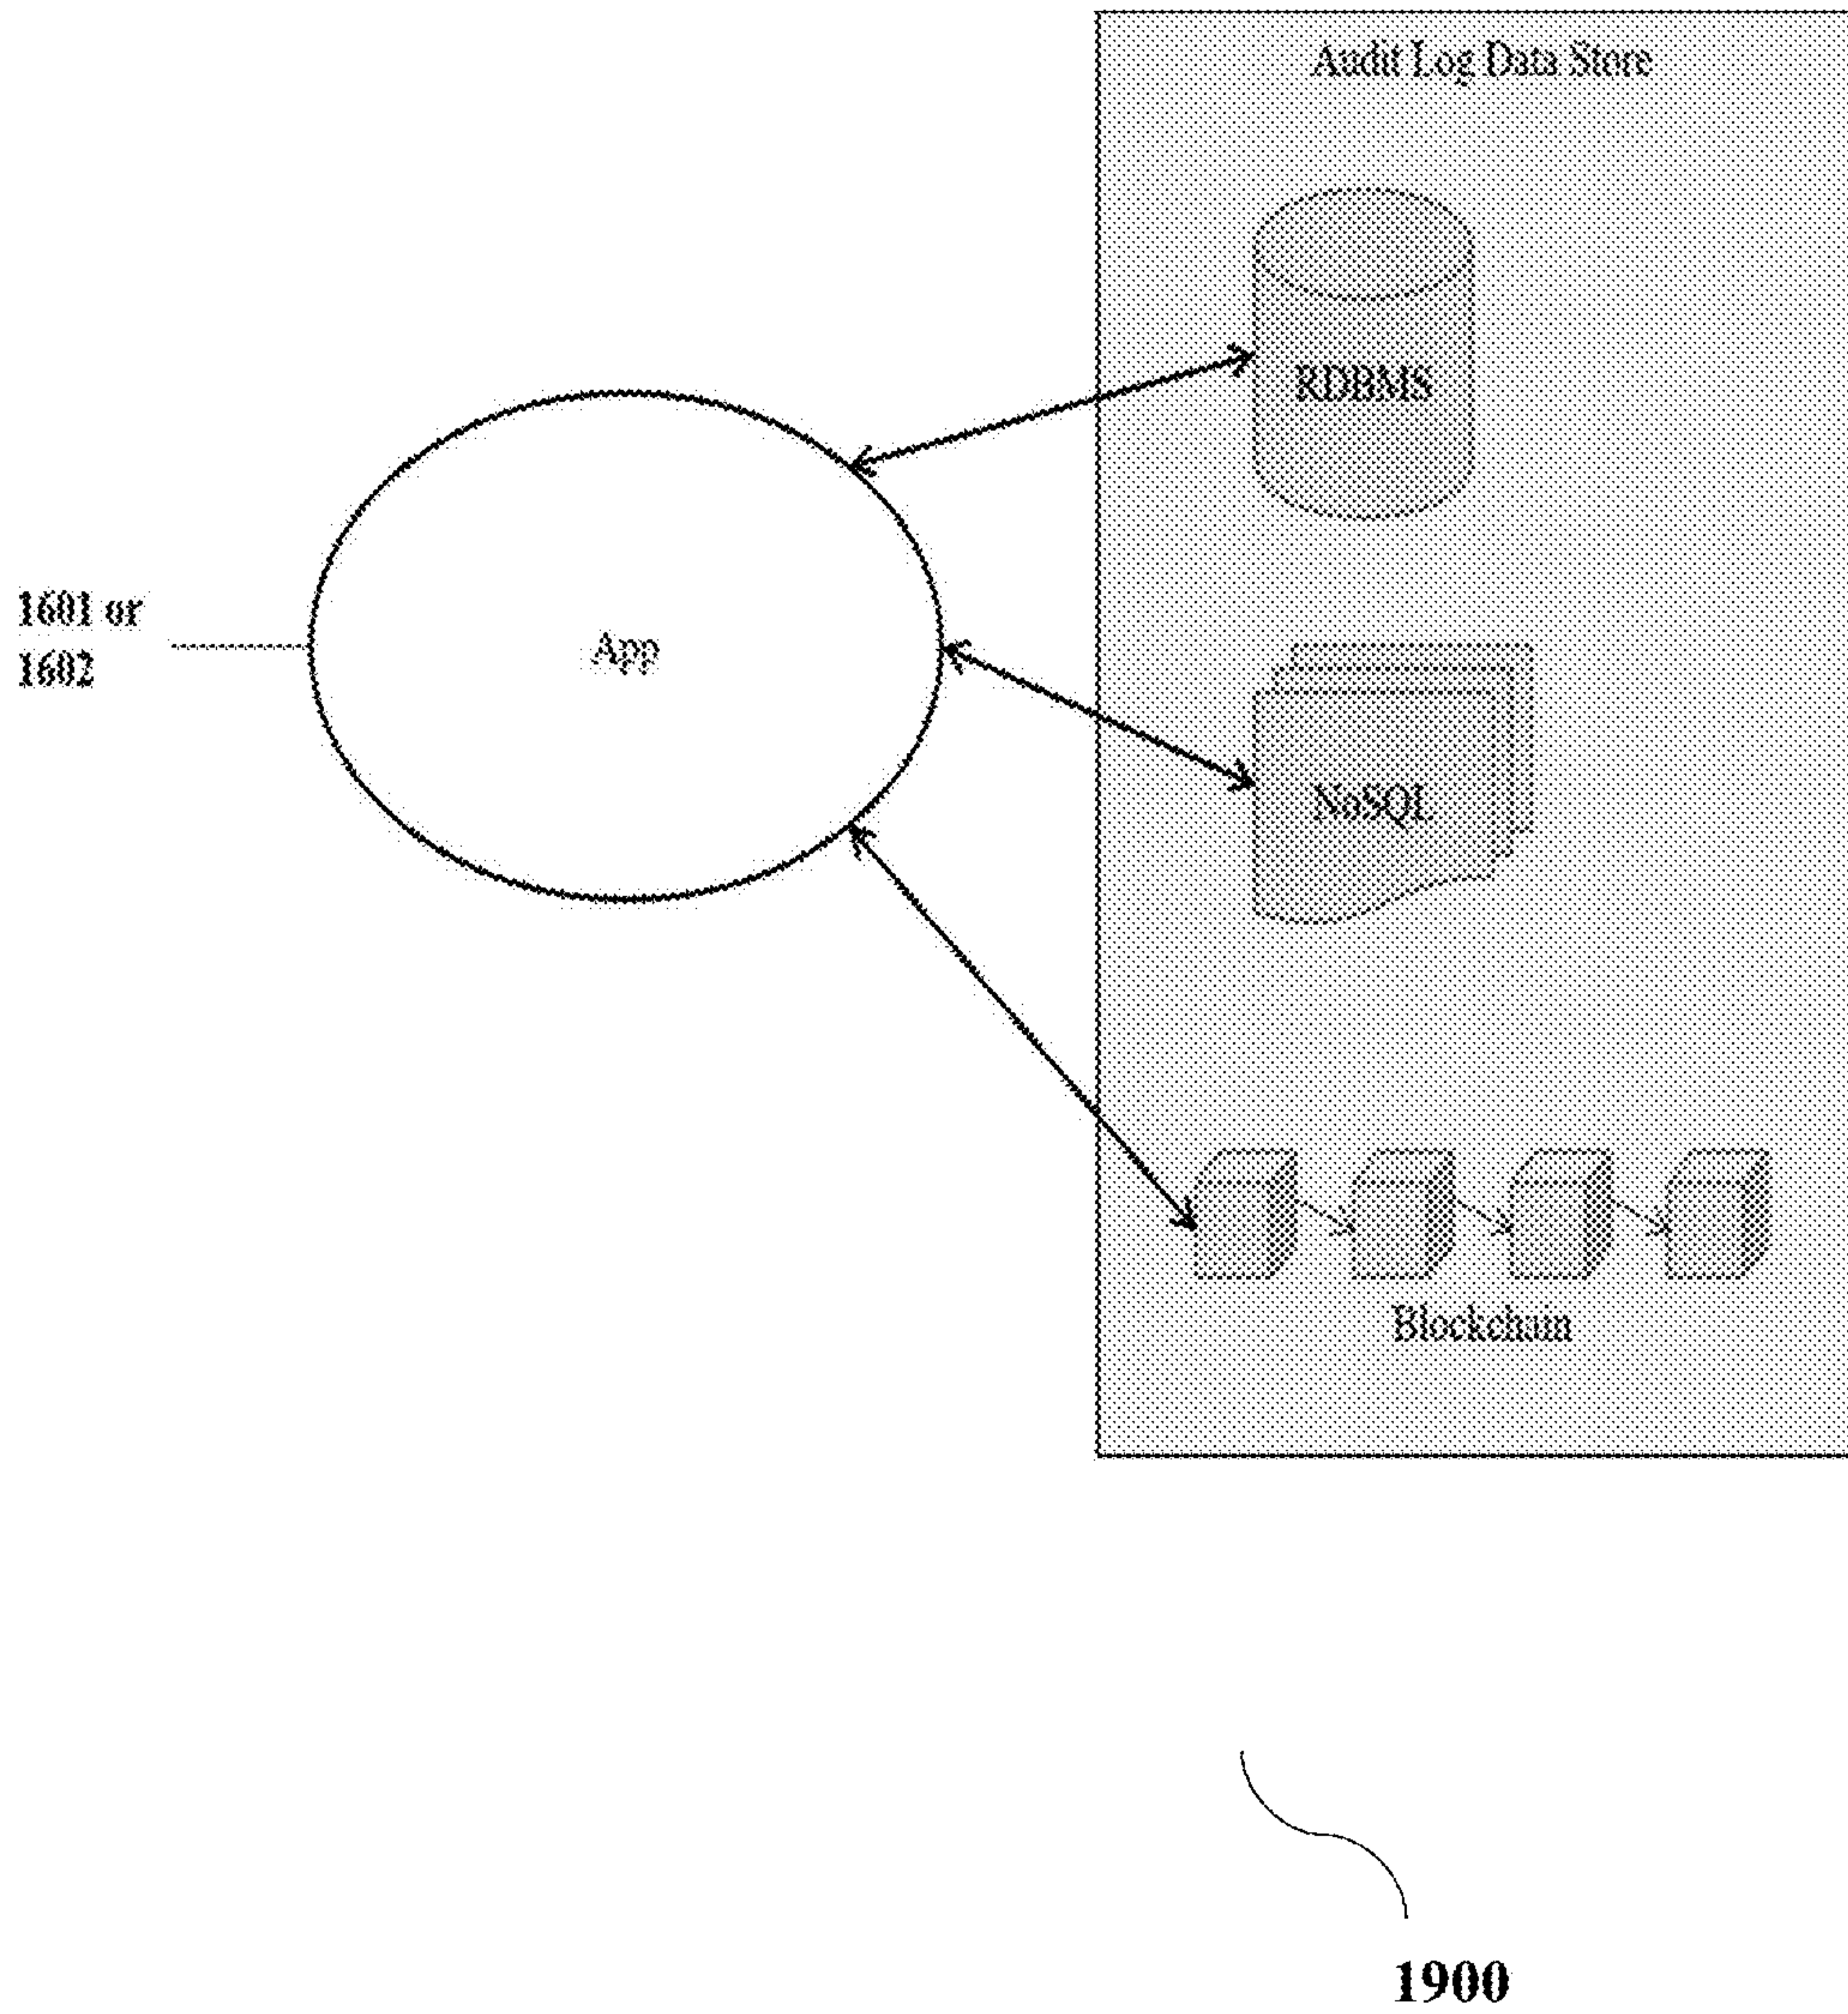 Audit Log Data Store
RDBMS
1601 or
1602
App
NoSQL
Blockchain
1900